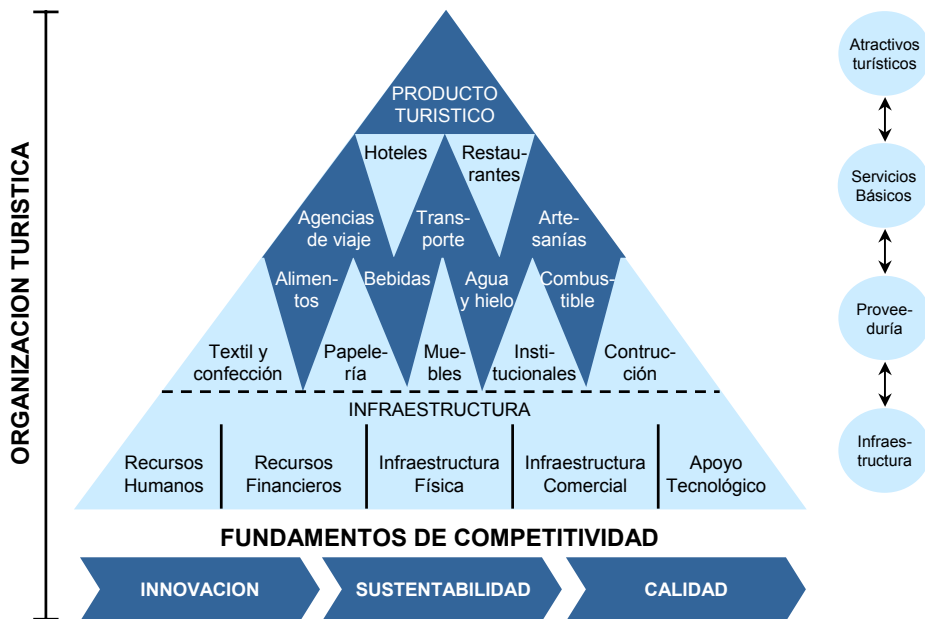 ORGANIZACION TURISTICA
PRODUCTO
TURISTICO
Hoteles
Restau-
rantes
Agencias
de viaje
Trans-
porte
Arte-
sanías
Alimen-
tos
Bebidas
Agua
y hielo
Combus-
tible
Textil y
confección
Papele-
ría
Mue-
bles
Insti-
tucionales
Contruc-
ción
INFRAESTRUCTURA
Recursos
Humanos
Recursos
Financieros
Infraestructura
Física
Infraestructura
Comercial
Apoyo
Tecnológico
FUNDAMENTOS DE COMPETITIVIDAD
INNOVACION
SUSTENTABILIDAD
CALIDAD
Atractivos
turísticos
Servicios
Básicos
Provee-
duría
Infraes-
tructura